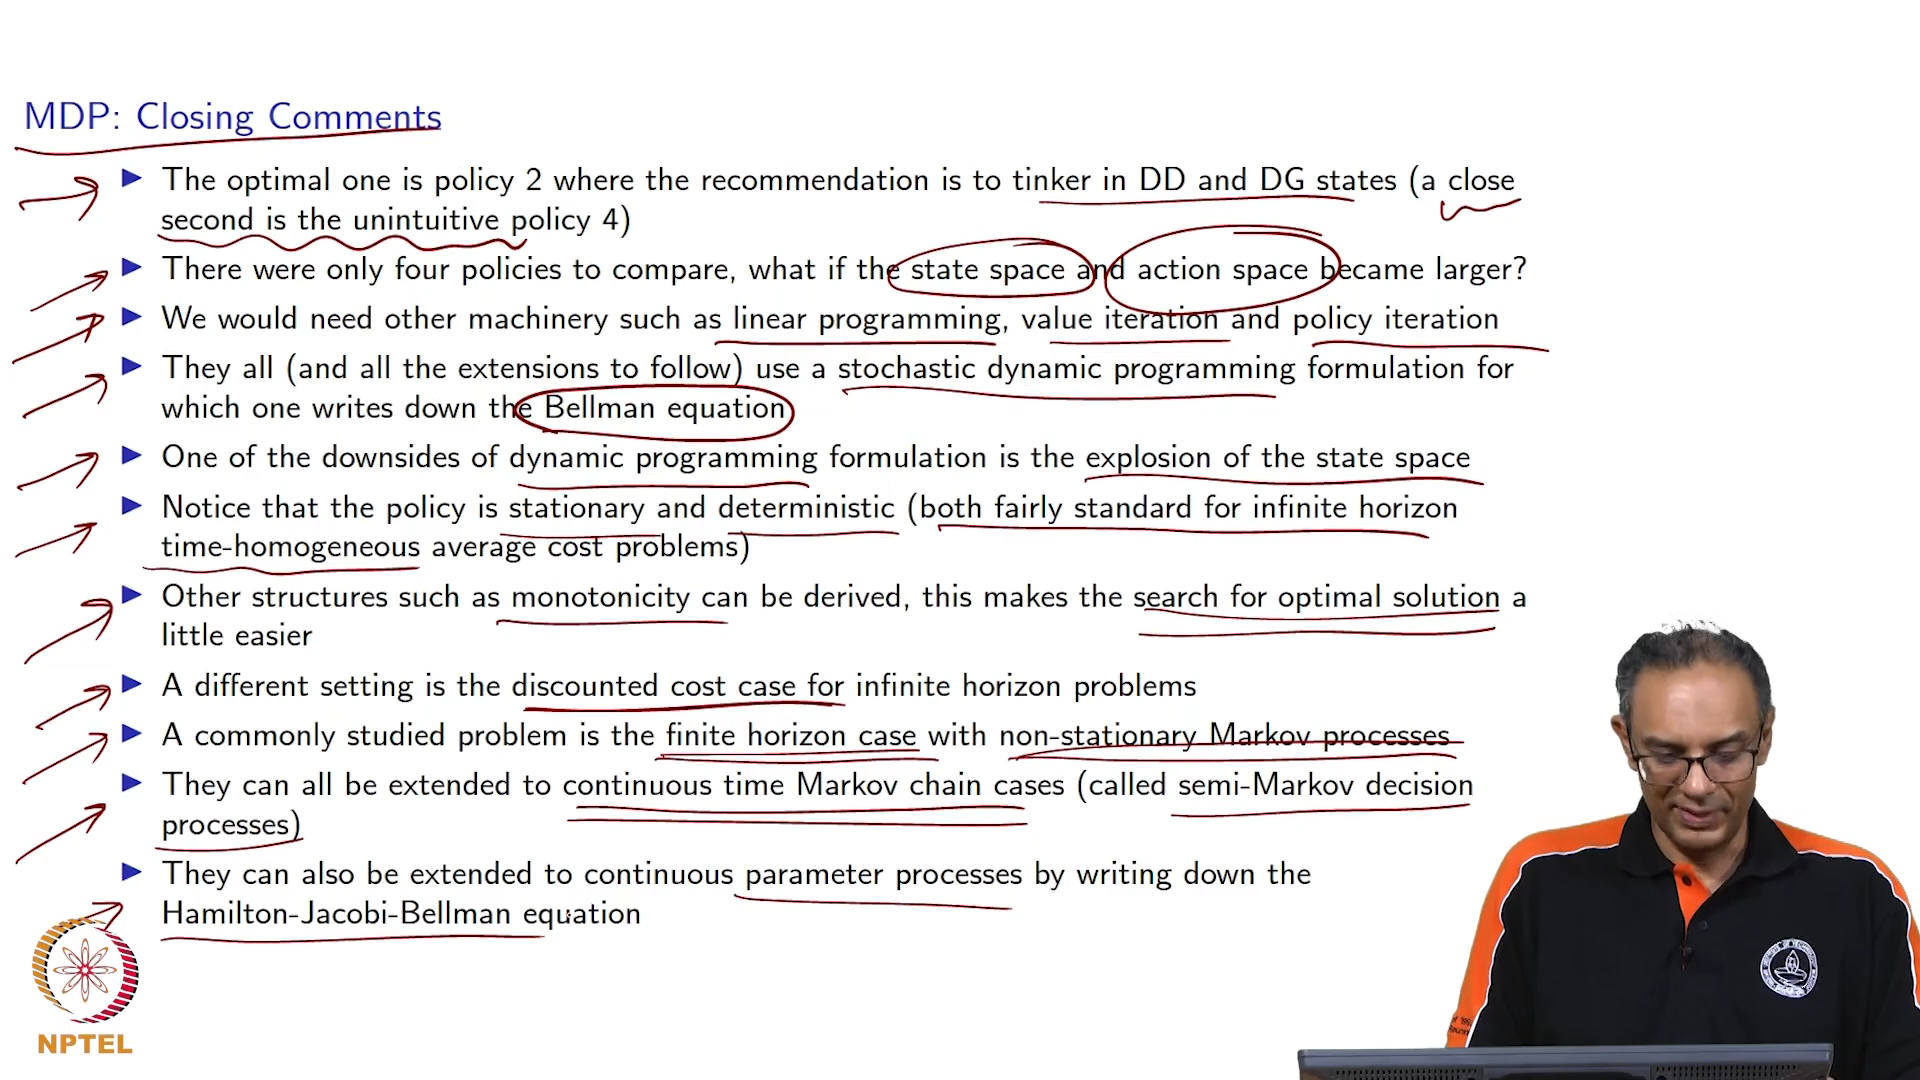 MDP: Closing Comments
The optimal one is policy 2 where the recommendation is to tinker in DD and DG states (a close
second is the unintuitive policy 4)
There were only four policies to compare, what if the state space and action space became larger?
We would need other machinery such as linear programming, value iteration and policy iteration
They all (and all the extensions to follow) use a stochastic dynamic programming formulation for
which one writes down the Bellman equation
One of the downsides of dynamic programming formulation is the explosion of the state space
Notice that the policy is stationary and deterministic (both fairly standard for infinite horizon
time-homogeneous average cost problems)
Other structures such as monotonicity can be derived, this makes the search for optimal solution a
little easier
A different setting is the discounted cost case for infinite horizon problems
A commonly studied problem is the finite horizon case with non-stationary Markov processes
They can all be extended to continuous time Markov chain cases (called semi-Markov decision
processes)
They can also be extended to continuous parameter processes by writing down the
Hamilton-Jacobi-Bellman equation
NPTEL